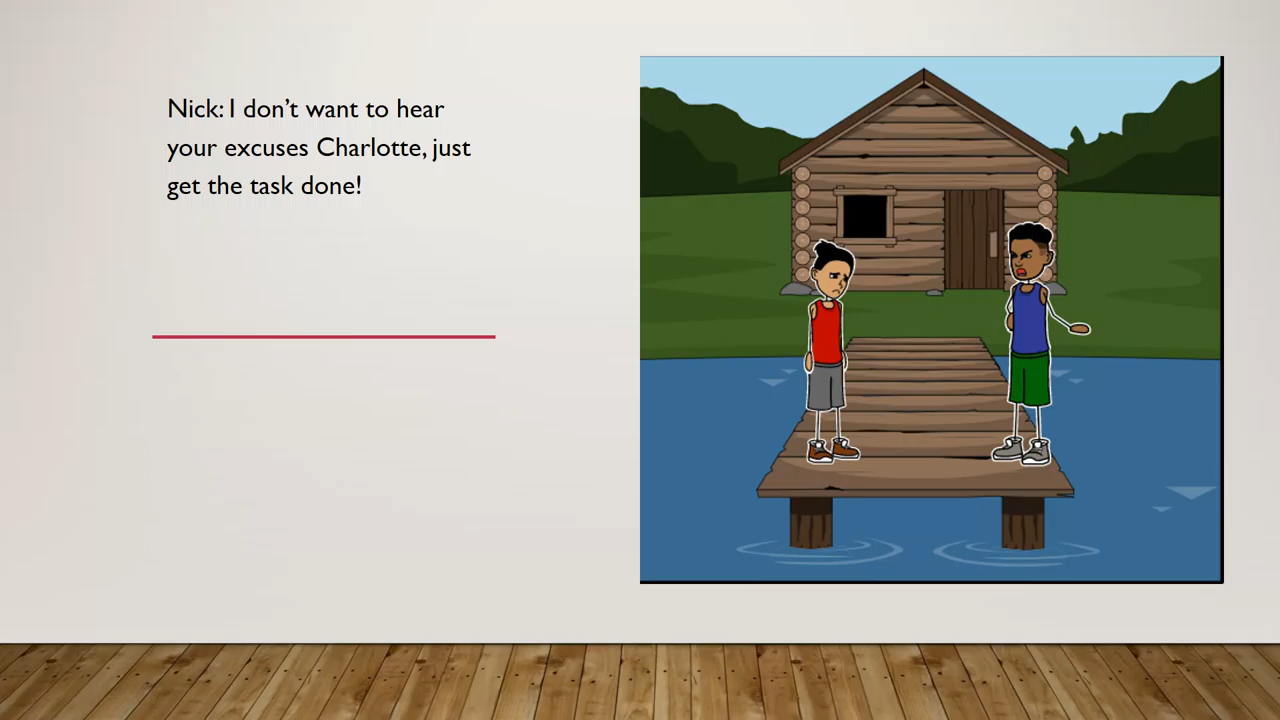 Nick: I don’t want to hear
your excuses Charlotte, just
get the task done!